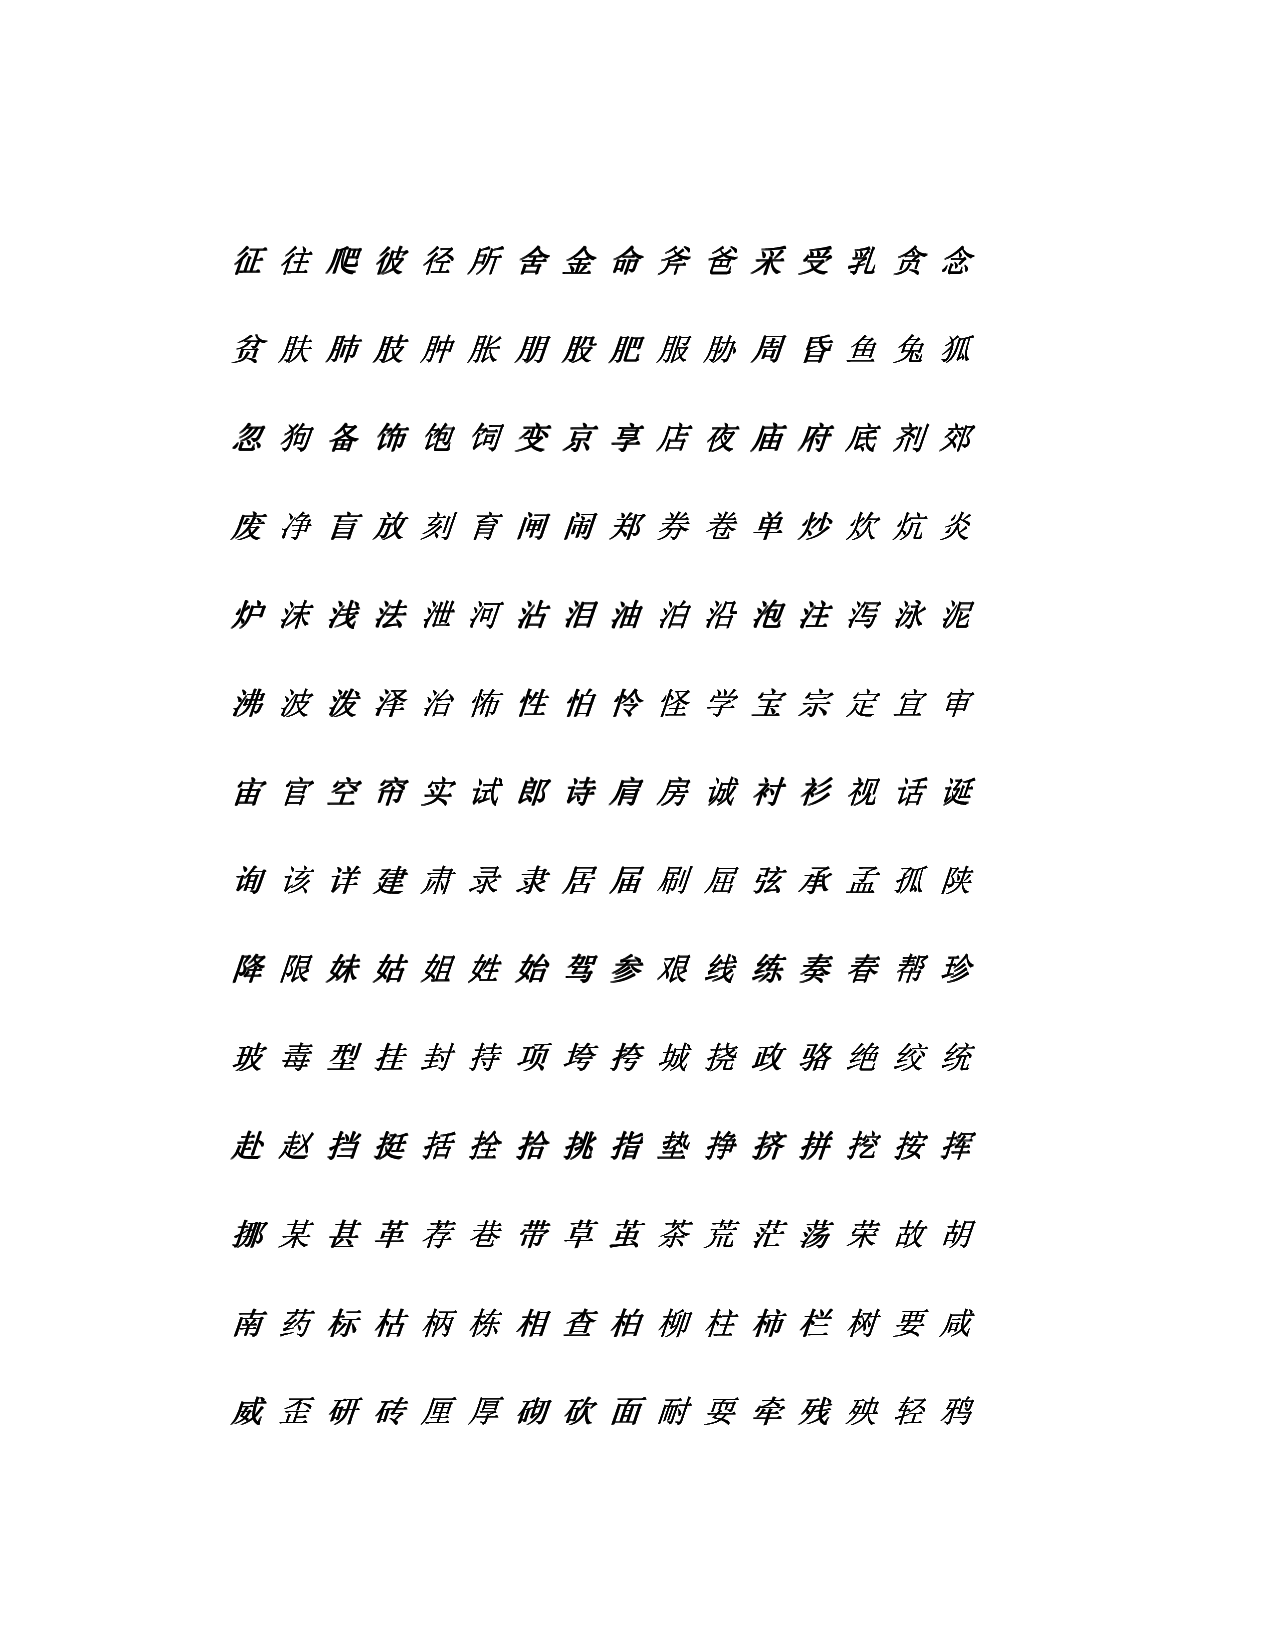 征 往 爬 彼 径 所 舍 金 命 斧 爸 采 受 乳 贪 念
贫 肤 肺 肢 肿 胀 朋 股 肥 服 胁 周 昏 鱼 兔 狐
忽 狗 备 饰 饱 饲 变 京 享 店 夜 庙 府 底 剂 郊
废 净 盲 放 刻 育 闸 闹 郑 券 卷 单 炒 炊 炕 炎
炉 沫 浅 法 泄 河 沾 泪 油 泊 沿 泡 注 泻 泳 泥
沸 波 泼 泽 治 怖 性 怕 怜 怪 学 宝 宗 定 宜 审
宙 官 空 帘 实 试 郎 诗 肩 房 诚 衬 衫 视 话 诞
询 该 详 建 肃 录 隶 居 届 刷 屈 弦 承 孟 孤 陕
降 限 妹 姑 姐 姓 始 驾 参 艰 线 练 奏 春 帮 珍
玻 毒 型 挂 封 持 项 垮 挎 城 挠 政 骆 绝 绞 统
赴 赵 挡 挺 括 拴 拾 挑 指 垫 挣 挤 拼 挖 按 挥
挪 某 甚 革 荐 巷 带 草 茧 茶 荒 茫 荡 荣 故 胡
南 药 标 枯 柄 栋 相 查 柏 柳 柱 柿 栏 树 要 咸
威 歪 研 砖 厘 厚 砌 砍 面 耐 耍 牵 残 殃 轻 鸦